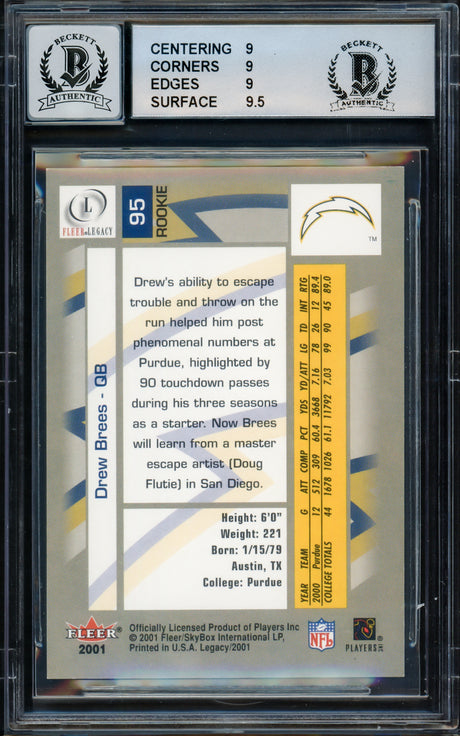 BECKETT
B
AUTHENTIC
CENTERING 9
CORNERS 9
EDGES 9
SURFACE 9.5
BECKETT
B
AUTHENTIC
L
FLEER LEGACY
95
ROOKIE
TM
Drew Brees - QB
Drew's ability to escape
trouble and throw on the
run helped him post
phenomenal numbers at
Purdue, highlighted by
90 touchdown passes
during his three seasons
as a starter. Now Brees
will learn from a master
escape artist (Doug
Flutie) in San Diego.
Height: 6'0"
Weight: 221
Born: 1/15/79
Austin, TX
College: Purdue
YEAR TEAM G ATT COMP PCT YDS YD/ATT LG TD INT RTG
2000 Purdue 12 512 309 60.4 3668 7.16 78 26 12 89.4
COLLEGE TOTALS 44 1678 1026 61.1 11792 7.03 99 90 45 89.0
FLEER®
2001
Officially Licensed Product of Players Inc
© 2001 Fleer/SkyBox International LP,
Printed in U.S.A. Legacy/2001
NFL
PLAYERS INC